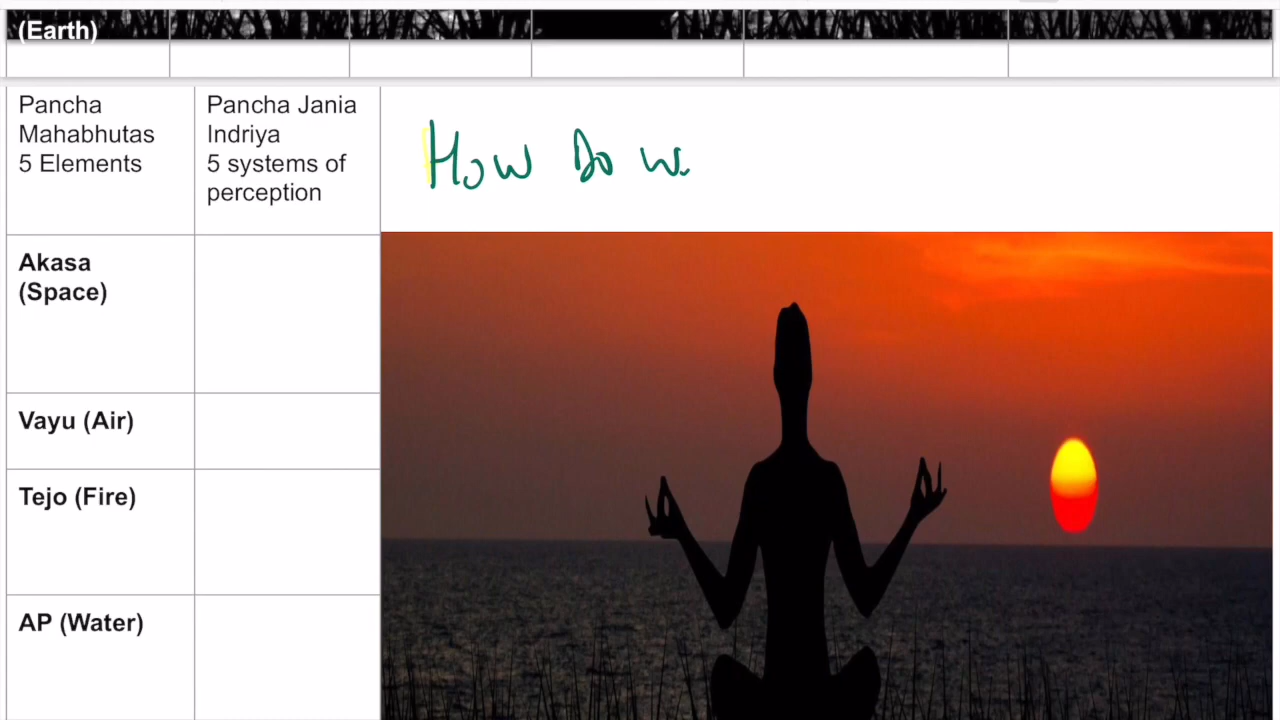 (Earth)
Pancha
Mahabhutas
5 Elements
Pancha Jania
Indriya
5 systems of
perception
How Do w
Akasa
(Space)
Vayu (Air)
Tejo (Fire)
AP (Water)